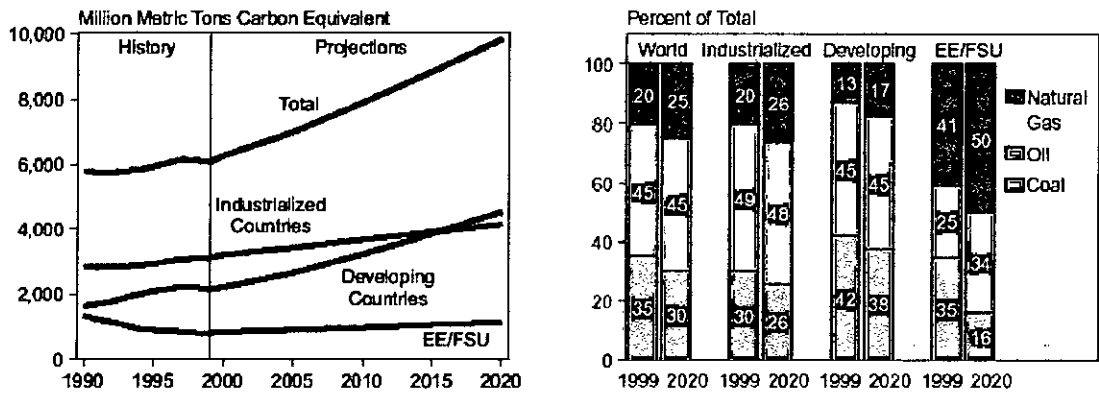 Million Metric Tons Carbon Equivalent
10,000
8,000
6,000
4,000
2,000
0
History
Projections
Total
Industrialized
Countries
Developing
Countries
EE/FSU
1990 1995 2000 2005 2010 2015 2020
Percent of Total
World Industrialized Developing EE/FSU
100
80
60
40
20
0
20 25 20 26 13 17 41 50
45 45 49 48 45 45 25 34
35 30 30 26 42 38 35 16
1999 2020 1999 2020 1999 2020 1999 2020
Natural
Gas
Oil
Coal